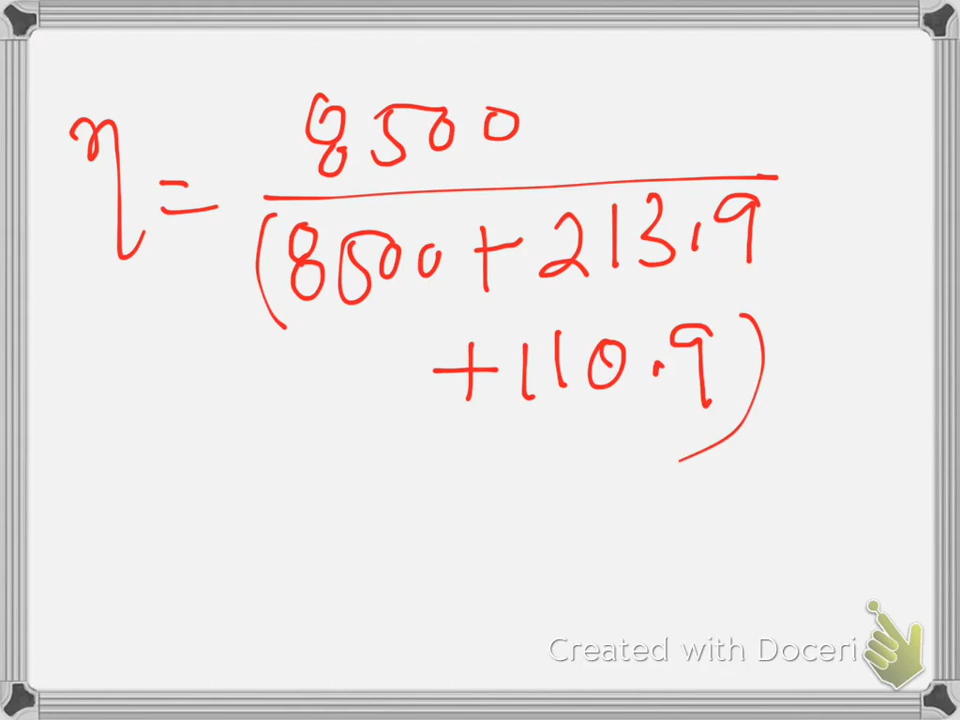 η = 8500
(8500 + 213.9
+ 110.9)
Created with Doceri